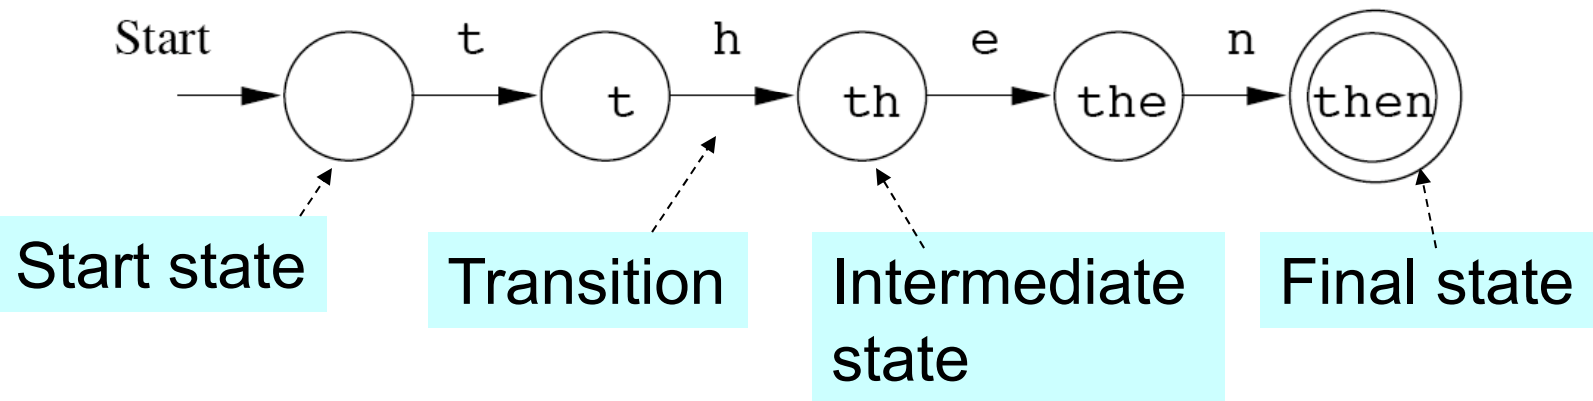 Start
t
h
e
n
t
th
the
then
Start state
Transition
Intermediate
state
Final state